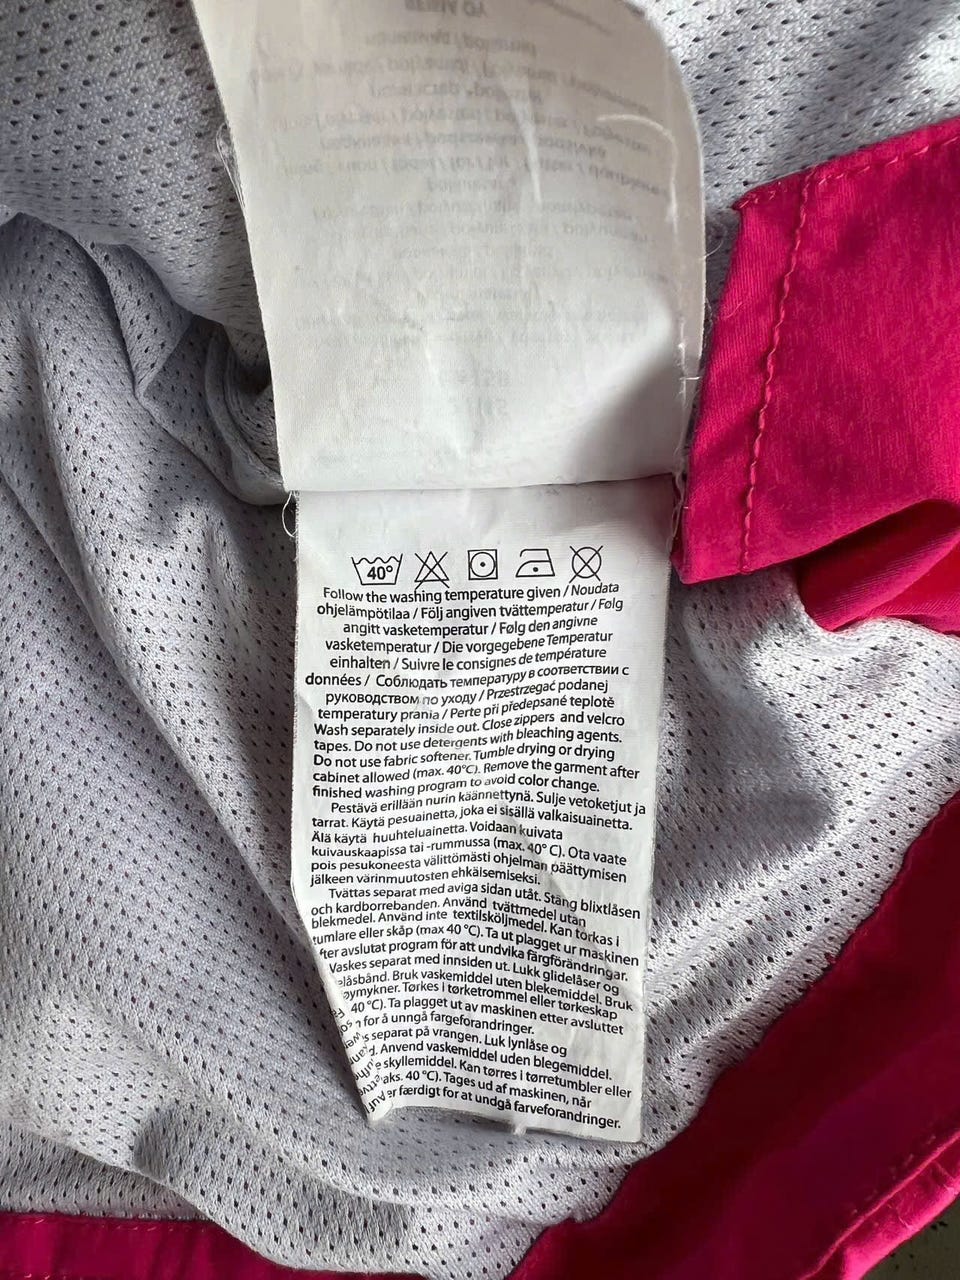 40°
Follow the washing temperature given / Noudata
ohjelämpötilaa / Följ angiven tvättemperatur / Følg
angitt vasketemperatur / Følg den angivne
vasketemperatur / Die vorgegebene Temperatur
einhalten / Suivre le consignes de température
données / Соблюдать температуру в соответствии с
руководством по уходу / Przestrzegać podanej
temperatury prania / Perte při předepsané teplotě
Wash separately inside out. Close zippers and velcro
tapes. Do not use detergents with bleaching agents.
Do not use fabric softener. Tumble drying or drying
cabinet allowed (max. 40°C). Remove the garment after
finished washing program to avoid color change.
Pestävä erillään nurin käännettynä. Sulje vetoketjut ja
tarrat. Käytä pesuainetta, joka ei sisällä valkaisuainetta.
Älä käytä huuhteluainetta. Voidaan kuivata
kuivauskaapissa tai -rummussa (max. 40° C). Ota vaate
pois pesukoneesta välittömästi ohjelman päättymisen
jälkeen värinmuutosten ehkäisemiseksi.
Tvättas separat med aviga sidan utåt. Stäng blixtlåsen
och kardborrebanden. Använd tvättmedel utan
blekmedel. Använd inte textilsköljmedel. Kan torkas i
tumlare eller skåp (max 40 °C). Ta ut plagget ur maskinen
fter avslutat program för att undvika färgförändringar.
Vaskes separat med innsiden ut. Lukk glidelåser og
elåsbånd. Bruk vaskemiddel uten blekemiddel. Bruk
øymykner. Tørkes i tørketrommel eller tørkeskap
40 °C). Ta plagget ut av maskinen etter avsluttet
for å unngå fargeforandringer.
s separat på vrangen. Luk lynlåse og
d. Anvend vaskemiddel uden blegemiddel.
e skyllemiddel. Kan tørres i tørretumbler eller
aks. 40 °C). Tages ud af maskinen, når
er færdigt for at undgå farveforandringer.